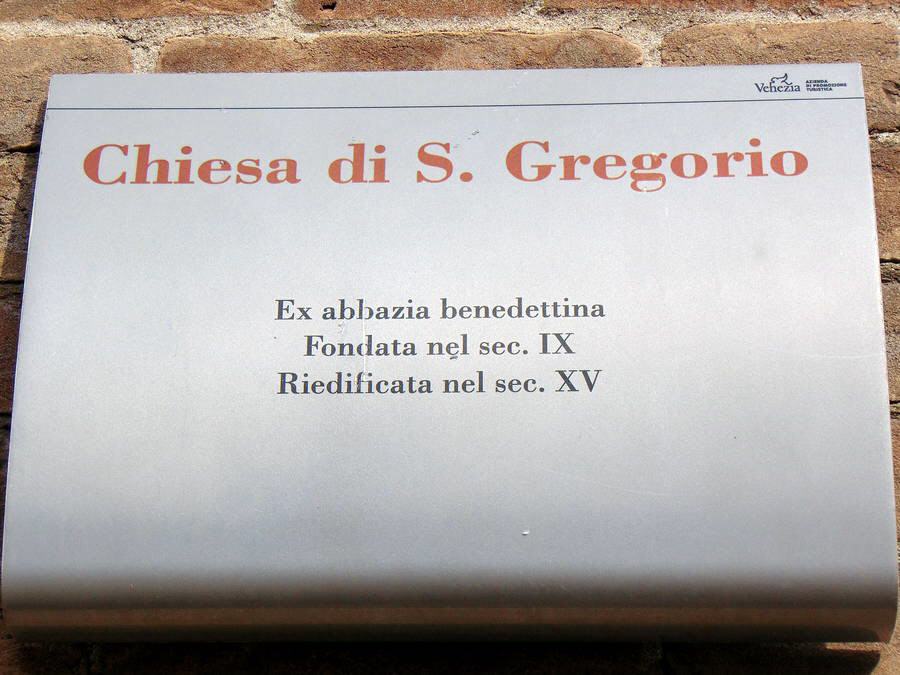 Venezia
AZIENDA
DI PROMOZIONE
TURISTICA
Chiesa di S. Gregorio
Ex abbazia benedettina
Fondata nel sec. IX
Riedificata nel sec. XV